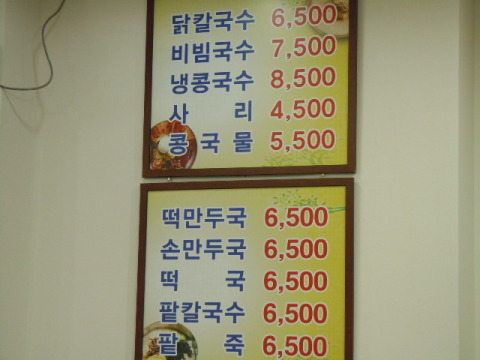 닭칼국수 6,500
비빔국수 7,500
냉콩국수 8,500
사 리 4,500
콩 국 물 5,500
떡만두국 6,500
손만두국 6,500
떡 국 6,500
팥칼국수 6,500
팥 죽 6,500